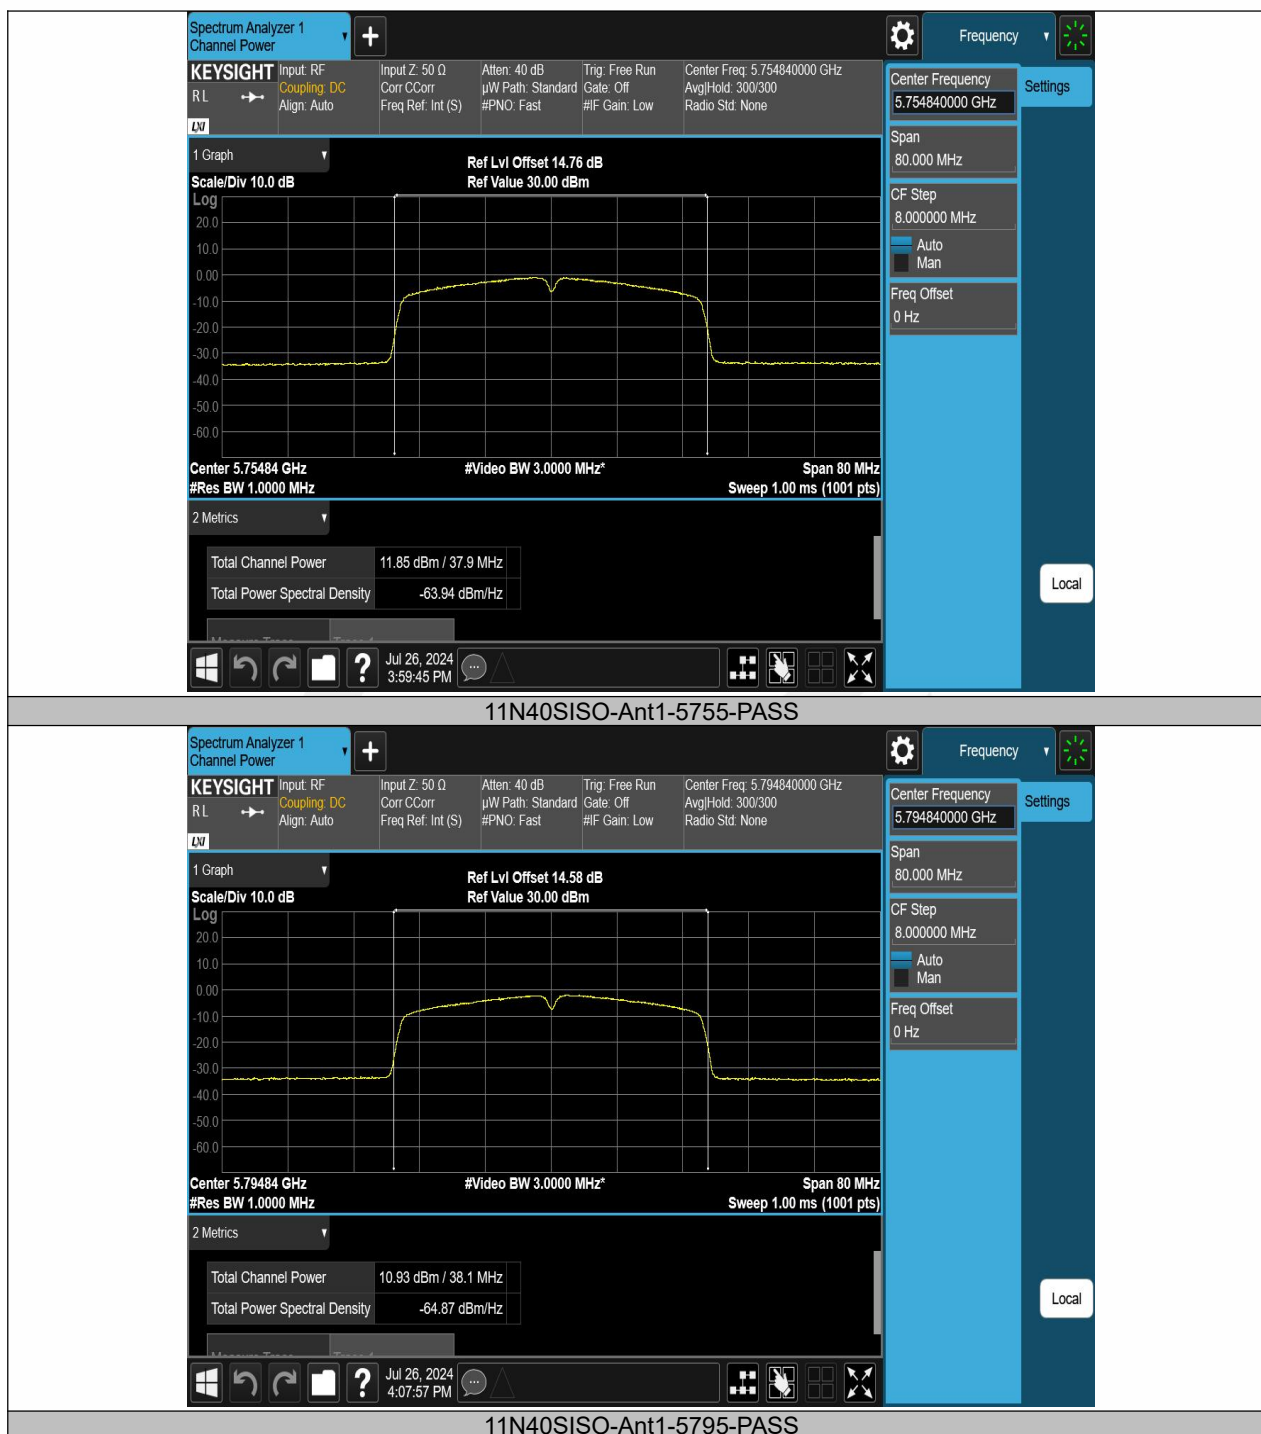 Spectrum Analyzer 1
Channel Power
+
Frequency
KEYSIGHT
RL
LXI
Input: RF
Coupling: DC
Align: Auto
Input Z: 50 Ω
Corr CCorr
Freq Ref: Int (S)
Atten: 40 dB
µW Path: Standard
#PNO: Fast
Trig: Free Run
Gate: Off
#IF Gain: Low
Center Freq: 5.754840000 GHz
Avg|Hold: 300/300
Radio Std: None
Center Frequency
5.754840000 GHz
Settings
Span
80.000 MHz
CF Step
8.000000 MHz
Auto
Man
Freq Offset
0 Hz
Local
1 Graph
Scale/Div 10.0 dB
Ref Lvl Offset 14.76 dB
Ref Value 30.00 dBm
Log
20.0
10.0
0.00
-10.0
-20.0
-30.0
-40.0
-50.0
-60.0
Center 5.75484 GHz
#Res BW 1.0000 MHz
#Video BW 3.0000 MHz*
Span 80 MHz
Sweep 1.00 ms (1001 pts)
2 Metrics
Total Channel Power 11.85 dBm / 37.9 MHz
Total Power Spectral Density -63.94 dBm/Hz
?
Jul 26, 2024
3:59:45 PM
11N40SISO-Ant1-5755-PASS
Spectrum Analyzer 1
Channel Power
+
Frequency
KEYSIGHT
RL
LXI
Input: RF
Coupling: DC
Align: Auto
Input Z: 50 Ω
Corr CCorr
Freq Ref: Int (S)
Atten: 40 dB
µW Path: Standard
#PNO: Fast
Trig: Free Run
Gate: Off
#IF Gain: Low
Center Freq: 5.794840000 GHz
Avg|Hold: 300/300
Radio Std: None
Center Frequency
5.794840000 GHz
Settings
Span
80.000 MHz
CF Step
8.000000 MHz
Auto
Man
Freq Offset
0 Hz
Local
1 Graph
Scale/Div 10.0 dB
Ref Lvl Offset 14.58 dB
Ref Value 30.00 dBm
Log
20.0
10.0
0.00
-10.0
-20.0
-30.0
-40.0
-50.0
-60.0
Center 5.79484 GHz
#Res BW 1.0000 MHz
#Video BW 3.0000 MHz*
Span 80 MHz
Sweep 1.00 ms (1001 pts)
2 Metrics
Total Channel Power 10.93 dBm / 38.1 MHz
Total Power Spectral Density -64.87 dBm/Hz
?
Jul 26, 2024
4:07:57 PM
11N40SISO-Ant1-5795-PASS